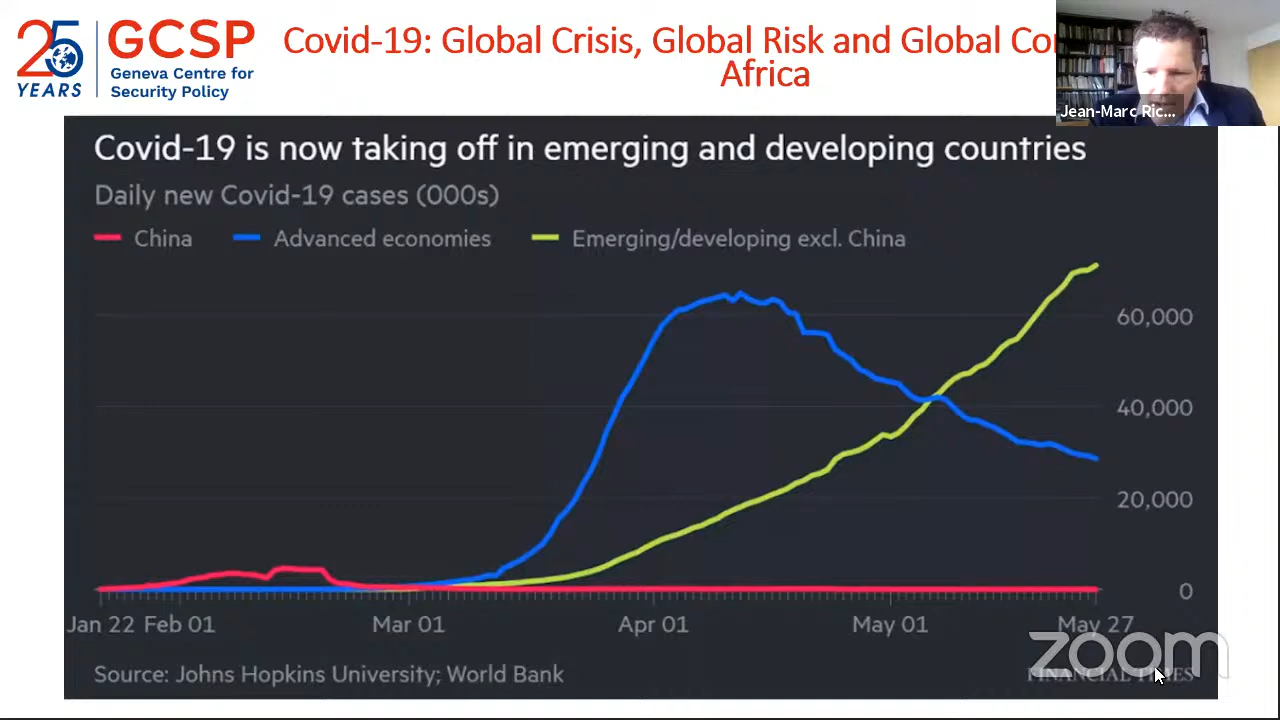 25 YEARS
GCSP
Geneva Centre for
Security Policy
Covid-19: Global Crisis, Global Risk and Global
Africa
Jean-Marc Ric...
Covid-19 is now taking off in emerging and developing countries
Daily new Covid-19 cases (000s)
China
Advanced economies
Emerging/developing excl. China
60,000
40,000
20,000
0
Jan 22 Feb 01 Mar 01 Apr 01 May 01 May 27
zoom
Source: Johns Hopkins University; World Bank
FINANCIAL TIMES